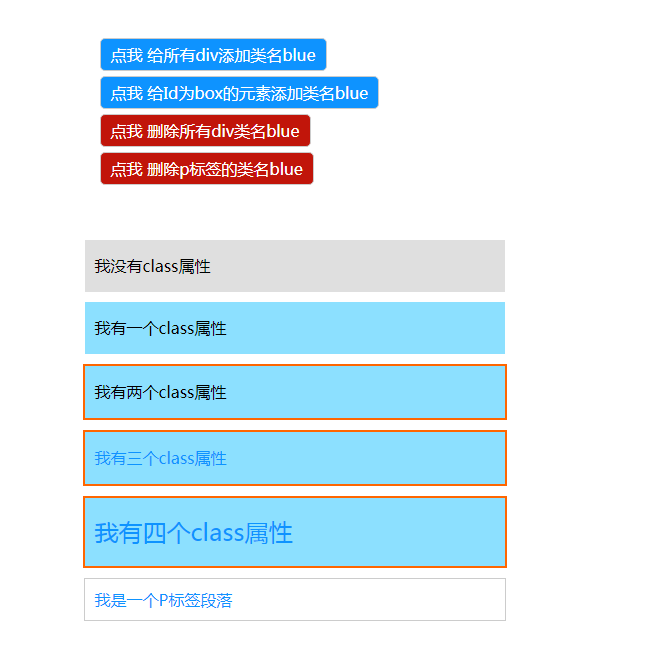 点我 给所有div添加类名blue
点我 给Id为box的元素添加类名blue
点我 删除所有div类名blue
点我 删除p标签的类名blue
我没有class属性
我有一个class属性
我有两个class属性
我有三个class属性
我有四个class属性
我是一个P标签段落